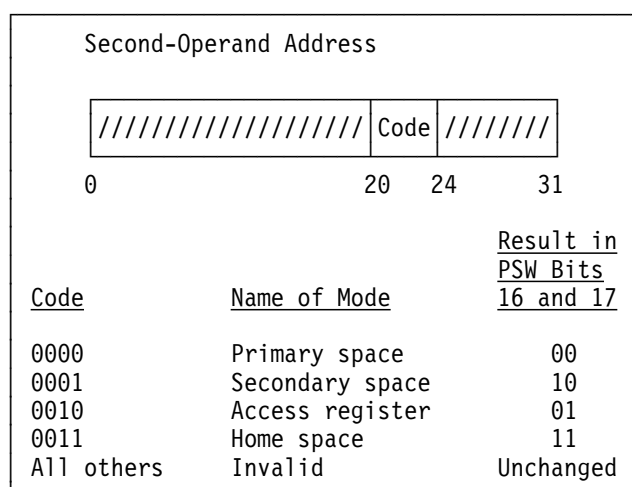 Second-Operand Address
////////////////////Code////////
0 20 24 31
Result in
PSW Bits
Code Name of Mode 16 and 17
0000 Primary space 00
0001 Secondary space 10
0010 Access register 01
0011 Home space 11
All others Invalid Unchanged